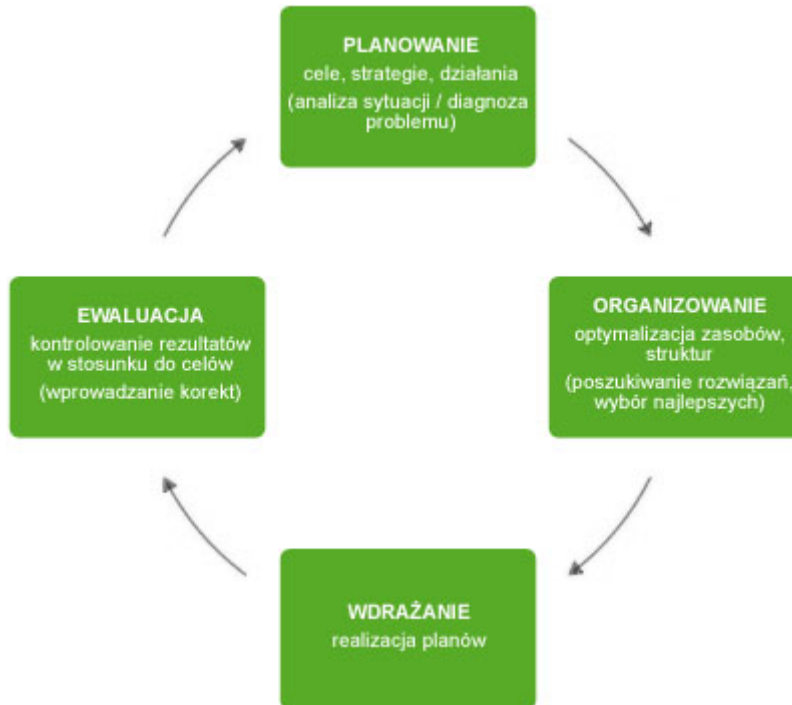 PLANOWANIE
cele, strategie, działania
(analiza sytuacji / diagnoza
problemu)
ORGANIZOWANIE
optymalizacja zasobów,
struktur
(poszukiwanie rozwiązań,
wybór najlepszych)
WDRAŻANIE
realizacja planów
EWALUACJA
kontrolowanie rezultatów
w stosunku do celów
(wprowadzanie korekt)